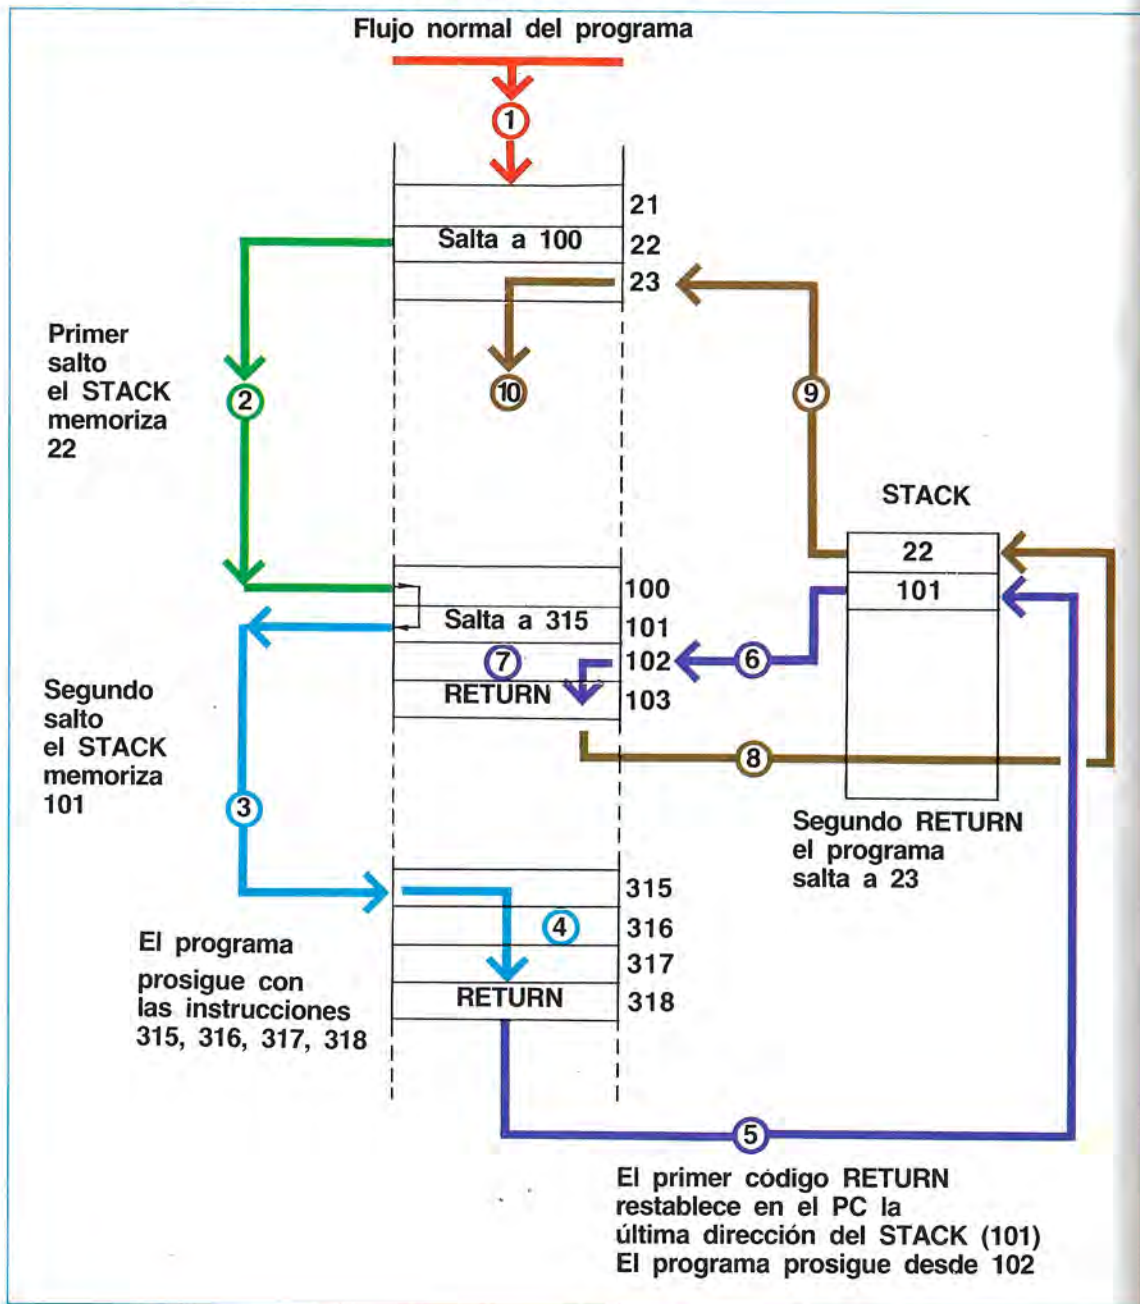 Flujo normal del programa
1
21
Salta a 100
22
23
Primer
salto
el STACK
memoriza
22
2
10
9
STACK
22
101
100
Salta a 315
101
7
102
6
RETURN
103
8
Segundo
salto
el STACK
memoriza
101
3
Segundo RETURN
el programa
salta a 23
315
4
316
317
RETURN
318
El programa
prosigue con
las instrucciones
315, 316, 317, 318
5
El primer código RETURN
restablece en el PC la
última dirección del STACK (101)
El programa prosigue desde 102